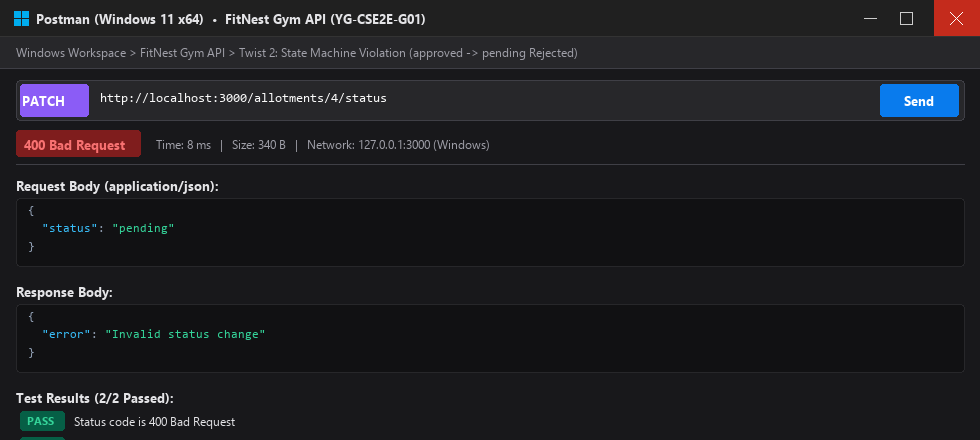 Postman (Windows 11 x64)  •  FitNest Gym API (YG-CSE2E-G01)
Windows Workspace > FitNest Gym API > Twist 2: State Machine Violation (approved -> pending Rejected)
PATCH http://localhost:3000/allotments/4/status Send
400 Bad Request Time: 8 ms | Size: 340 B | Network: 127.0.0.1:3000 (Windows)
Request Body (application/json):
{
"status": "pending"
}
Response Body:
{
"error": "Invalid status change"
}
Test Results (2/2 Passed):
PASS Status code is 400 Bad Request